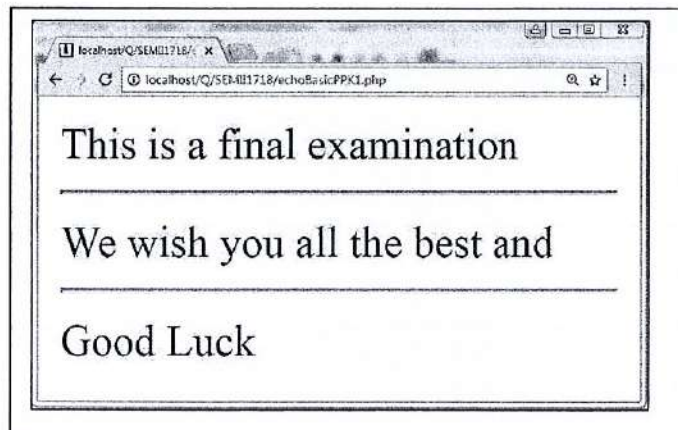 localhost/Q/SEMII1718/
localhost/Q/SEMII1718/echoBasicPPK1.php
This is a final examination
We wish you all the best and
Good Luck